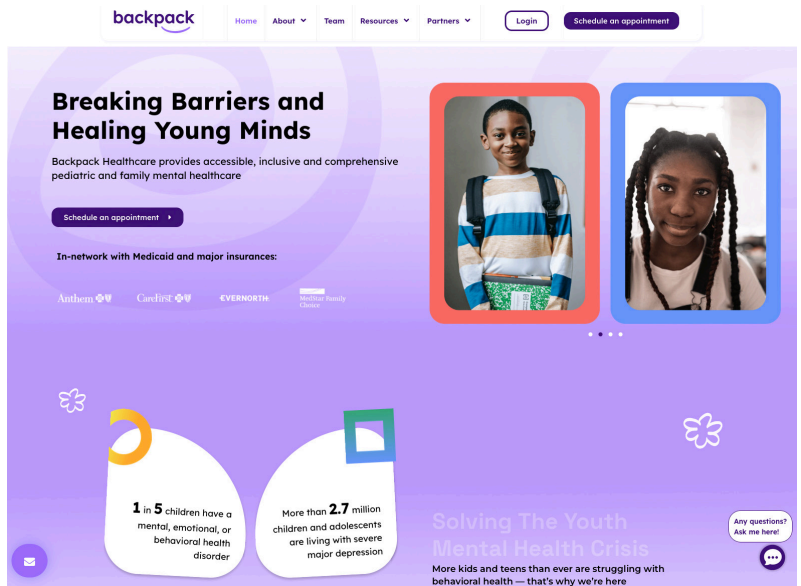 backpack
Home
About
Team
Resources
Partners
Login
Schedule an appointment
Breaking Barriers and
Healing Young Minds
Backpack Healthcare provides accessible, inclusive and comprehensive
pediatric and family mental healthcare
Schedule an appointment
In-network with Medicaid and major insurances:
Anthem
CareFirst
EVERNORTH
MedStar Family
Choice
1 in 5 children have a
mental, emotional, or
behavioral health
disorder
More than 2.7 million
children and adolescents
are living with severe
major depression
Solving The Youth
Mental Health Crisis
More kids and teens than ever are struggling with
behavioral health — that's why we're here
Any questions?
Ask me here!